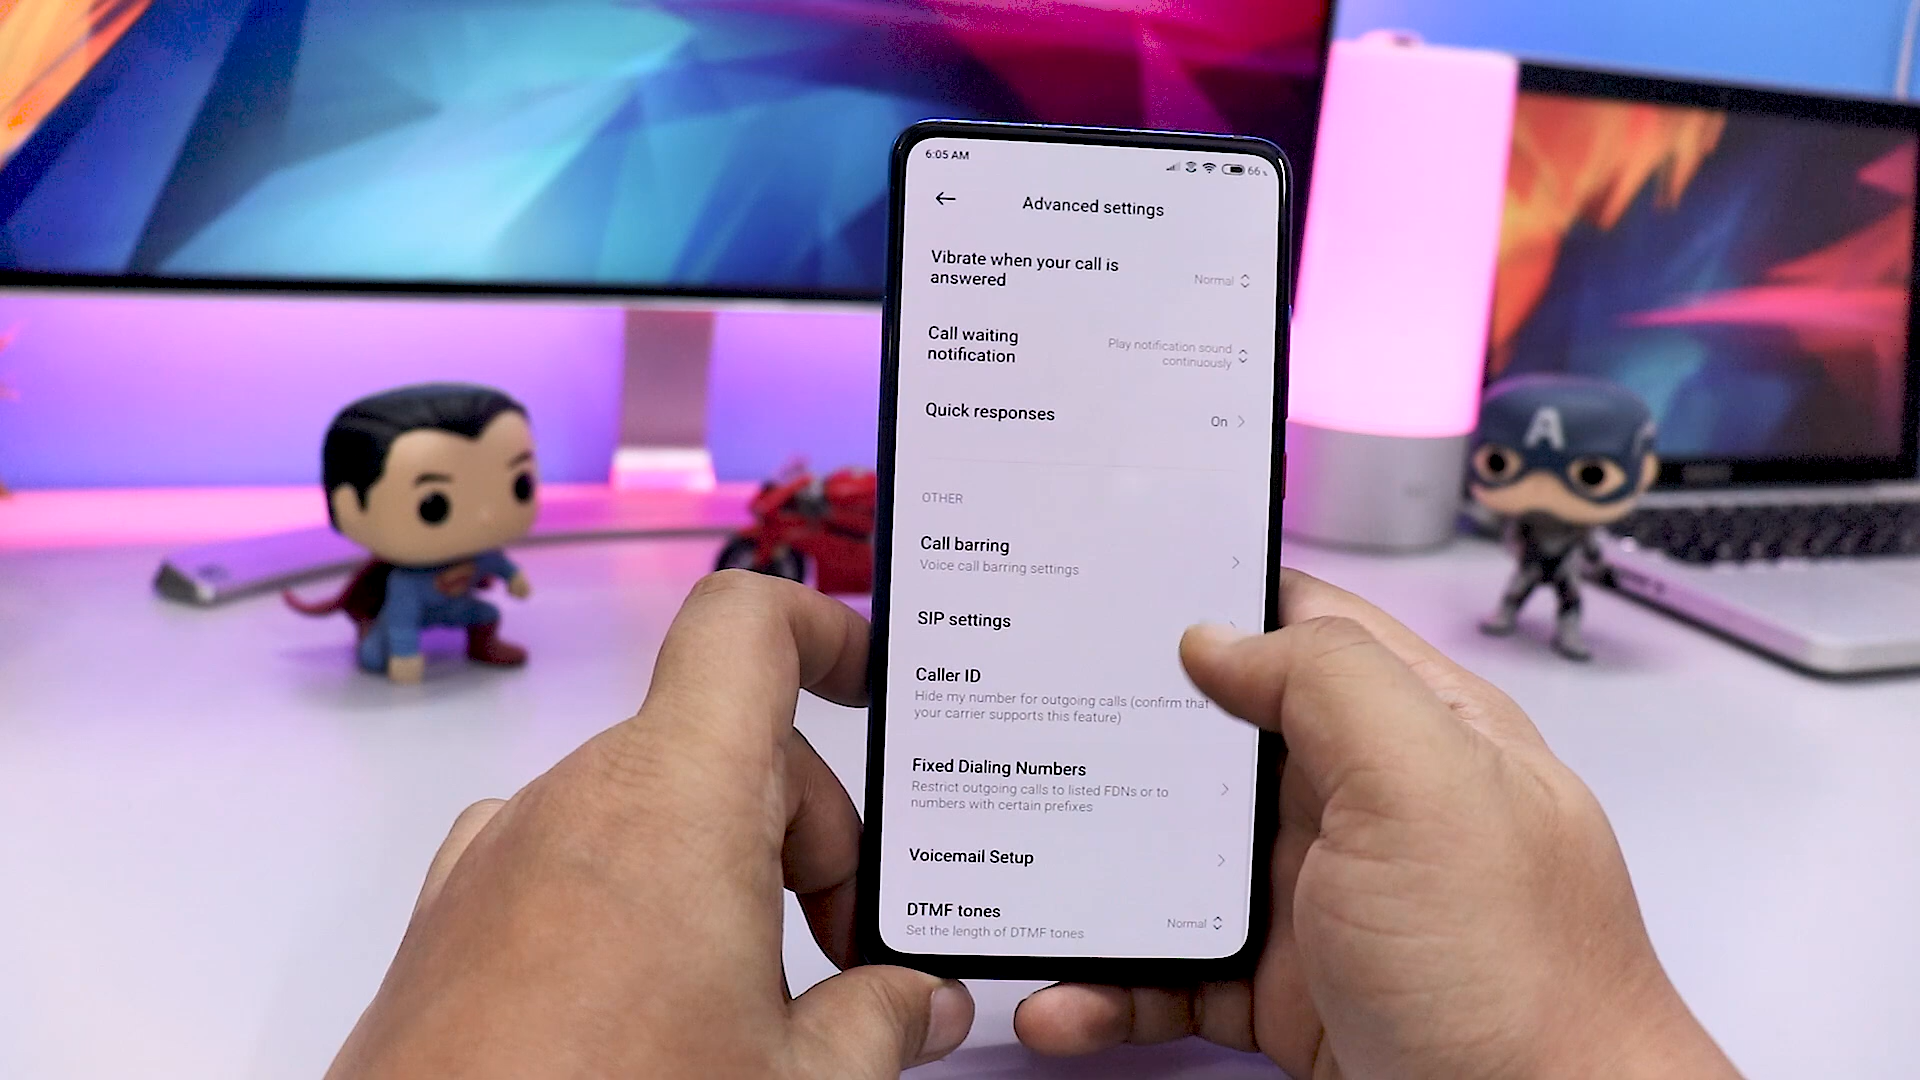 6:05 AM
66
Advanced settings
Vibrate when your call is
answered
Normal
Call waiting
notification
Play notification sound
continuously
Quick responses
On
OTHER
Call barring
Voice call barring settings
SIP settings
Caller ID
Hide my number for outgoing calls (confirm that
your carrier supports this feature)
Fixed Dialing Numbers
Restrict outgoing calls to listed FDNs or to
numbers with certain prefixes
Voicemail Setup
DTMF tones
Normal
Set the length of DTMF tones
A